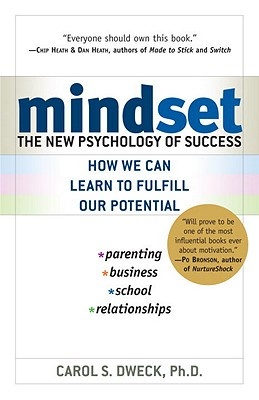 "Everyone should own this book."
—CHIP HEATH & DAN HEATH, authors of Made to Stick and Switch
mindset
THE NEW PSYCHOLOGY OF SUCCESS
HOW WE CAN
LEARN TO FULFILL
OUR POTENTIAL
*parenting
*business
*school
*relationships
"Will prove to be
one of the most
influential books ever
about motivation."
—PO BRONSON, author
of NurtureShock
CAROL S. DWECK, Ph.D.